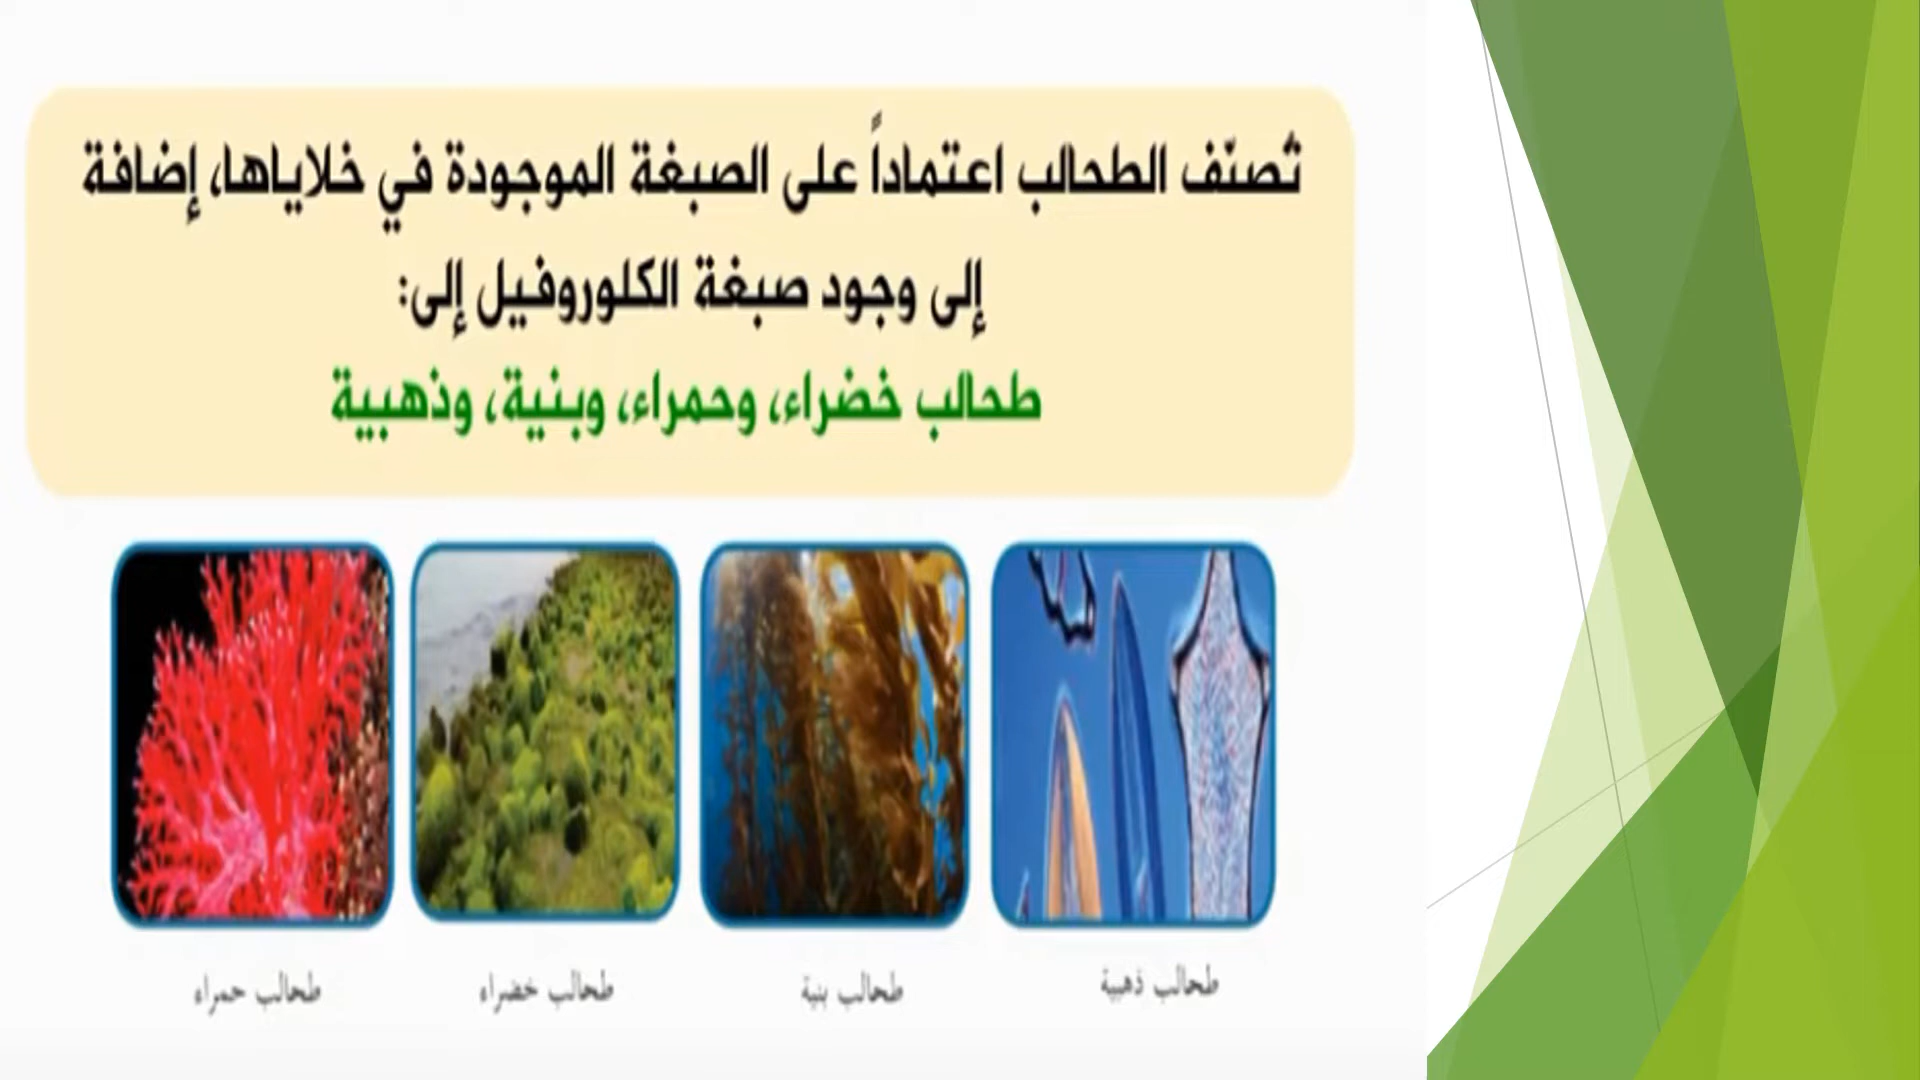 تُصنّف الطحالب اعتماداً على الصبغة الموجودة في خلاياها، إضافة
إلى وجود صبغة الكلوروفيل إلى:
طحالب خضراء، وحمراء، وبنية، وذهبية
طحالب ذهبية
طحالب بنية
طحالب خضراء
طحالب حمراء